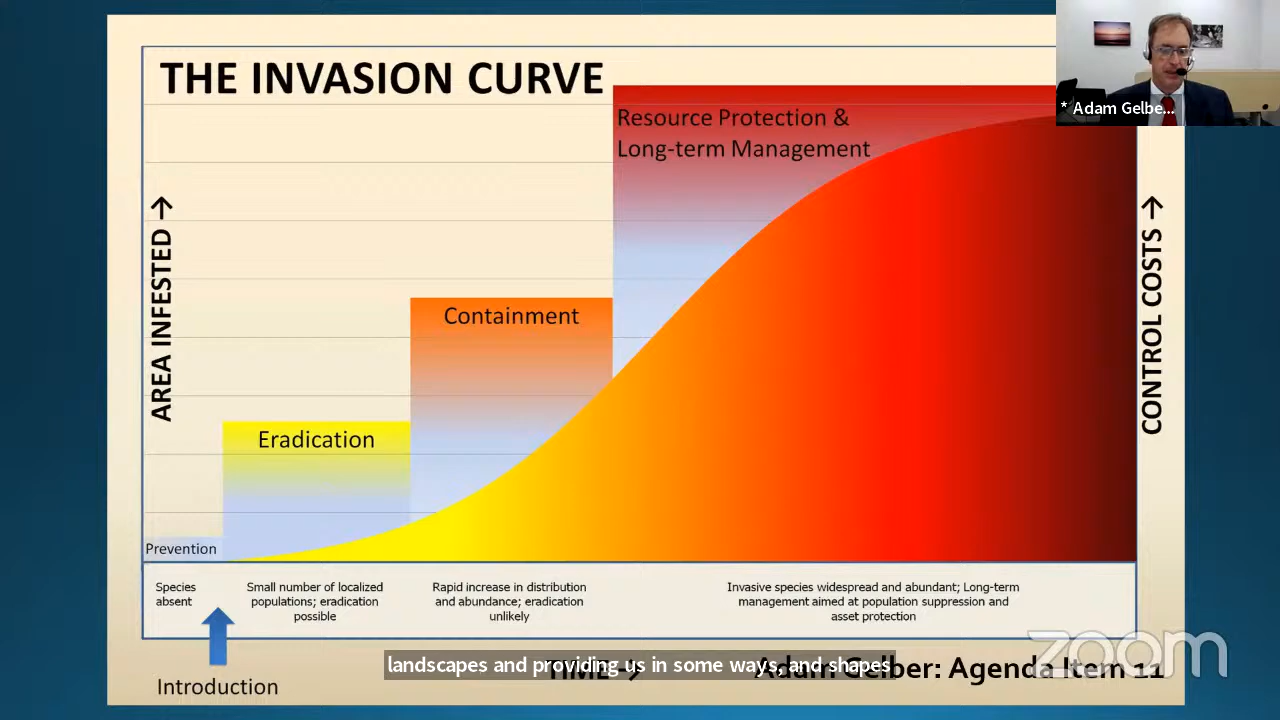 THE INVASION CURVE
Resource Protection &
Long-term Management
* Adam Gelbe...
AREA INFESTED →
CONTROL COSTS →
Containment
Eradication
Prevention
Species
absent
Small number of localized
populations; eradication
possible
Rapid increase in distribution
and abundance; eradication
unlikely
Invasive species widespread and abundant; Long-term
management aimed at population suppression and
asset protection
zoom
landscapes and providing us in some ways, and shapes
TIME →
Adam Gelber: Agenda Item 11
Introduction